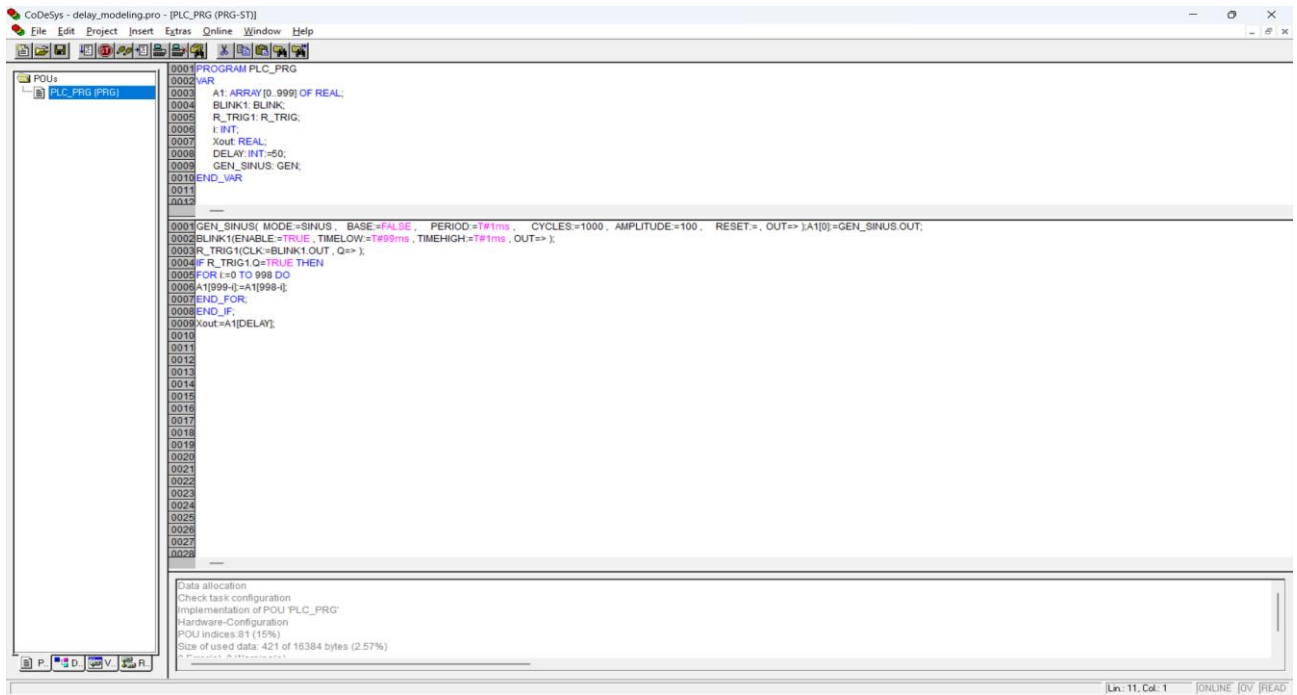 CoDeSys - delay_modeling.pro - [PLC_PRG (PRG-ST)]
File Edit Project Insert Extras Online Window Help
POUs
PLC_PRG (PRG)
0001 PROGRAM PLC_PRG
0002 VAR
0003 A1: ARRAY [0..999] OF REAL;
0004 BLINK1: BLINK;
0005 R_TRIG1: R_TRIG;
0006 i: INT;
0007 Xout: REAL;
0008 DELAY: INT:=50;
0009 GEN_SINUS: GEN;
0010 END_VAR
0011
0012
0001 GEN_SINUS( MODE:=SINUS , BASE:=FALSE , PERIOD:=T#1ms , CYCLES:=1000 , AMPLITUDE:=100 , RESET:= , OUT=> );A1[0]:=GEN_SINUS.OUT;
0002 BLINK1(ENABLE:=TRUE , TIMELOW:=T#99ms , TIMEHIGH:=T#1ms , OUT=> );
0003 R_TRIG1(CLK:=BLINK1.OUT , Q=> );
0004 IF R_TRIG1.Q=TRUE THEN
0005 FOR i:=0 TO 998 DO
0006 A1[999-i]:=A1[998-i];
0007 END_FOR;
0008 END_IF;
0009 Xout:=A1[DELAY];
0010
0011
0012
0013
0014
0015
0016
0017
0018
0019
0020
0021
0022
0023
0024
0025
0026
0027
0028
Data allocation
Check task configuration
Implementation of POU 'PLC_PRG'
Hardware-Configuration
POU indices:81 (15%)
Size of used data: 421 of 16384 bytes (2.57%)
P... D... V... R...
Lin.: 11, Col.: 1 ONLINE OV READ